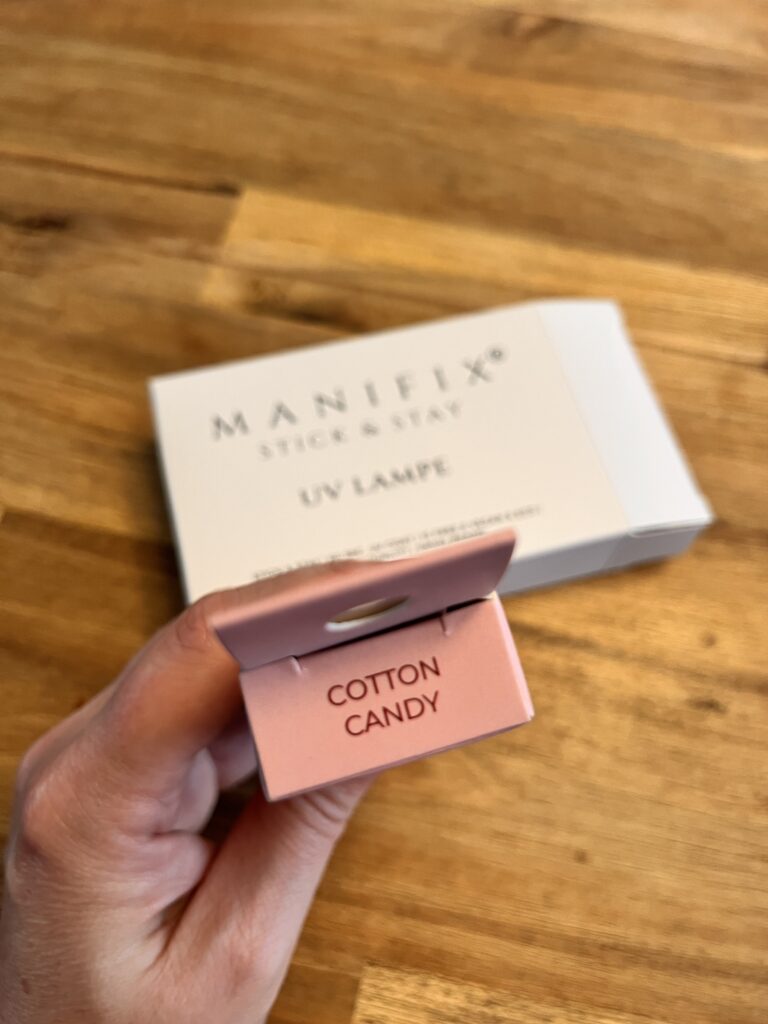 MANIFIX®
STICK & STAY
UV LAMPE
COTTON
CANDY